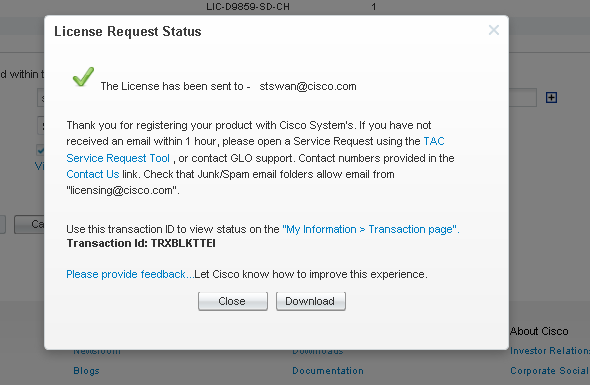 LIC-D9859-SD-CH 1
License Request Status
The License has been sent to - stswan@cisco.com
d within t
Thank you for registering your product with Cisco System's. If you have not
received an email within 1 hour, please open a Service Request using the TAC
Service Request Tool , or contact GLO support. Contact numbers provided in the
Contact Us link. Check that Junk/Spam email folders allow email from
"licensing@cisco.com".
Ca
Use this transaction ID to view status on the "My Information > Transaction page".
Transaction Id: TRXBLKTTEI
Please provide feedback...Let Cisco know how to improve this experience.
Close Download
About Cisco
Newsroom Downloads Investor Relation
Blogs Documentation Corporate Social